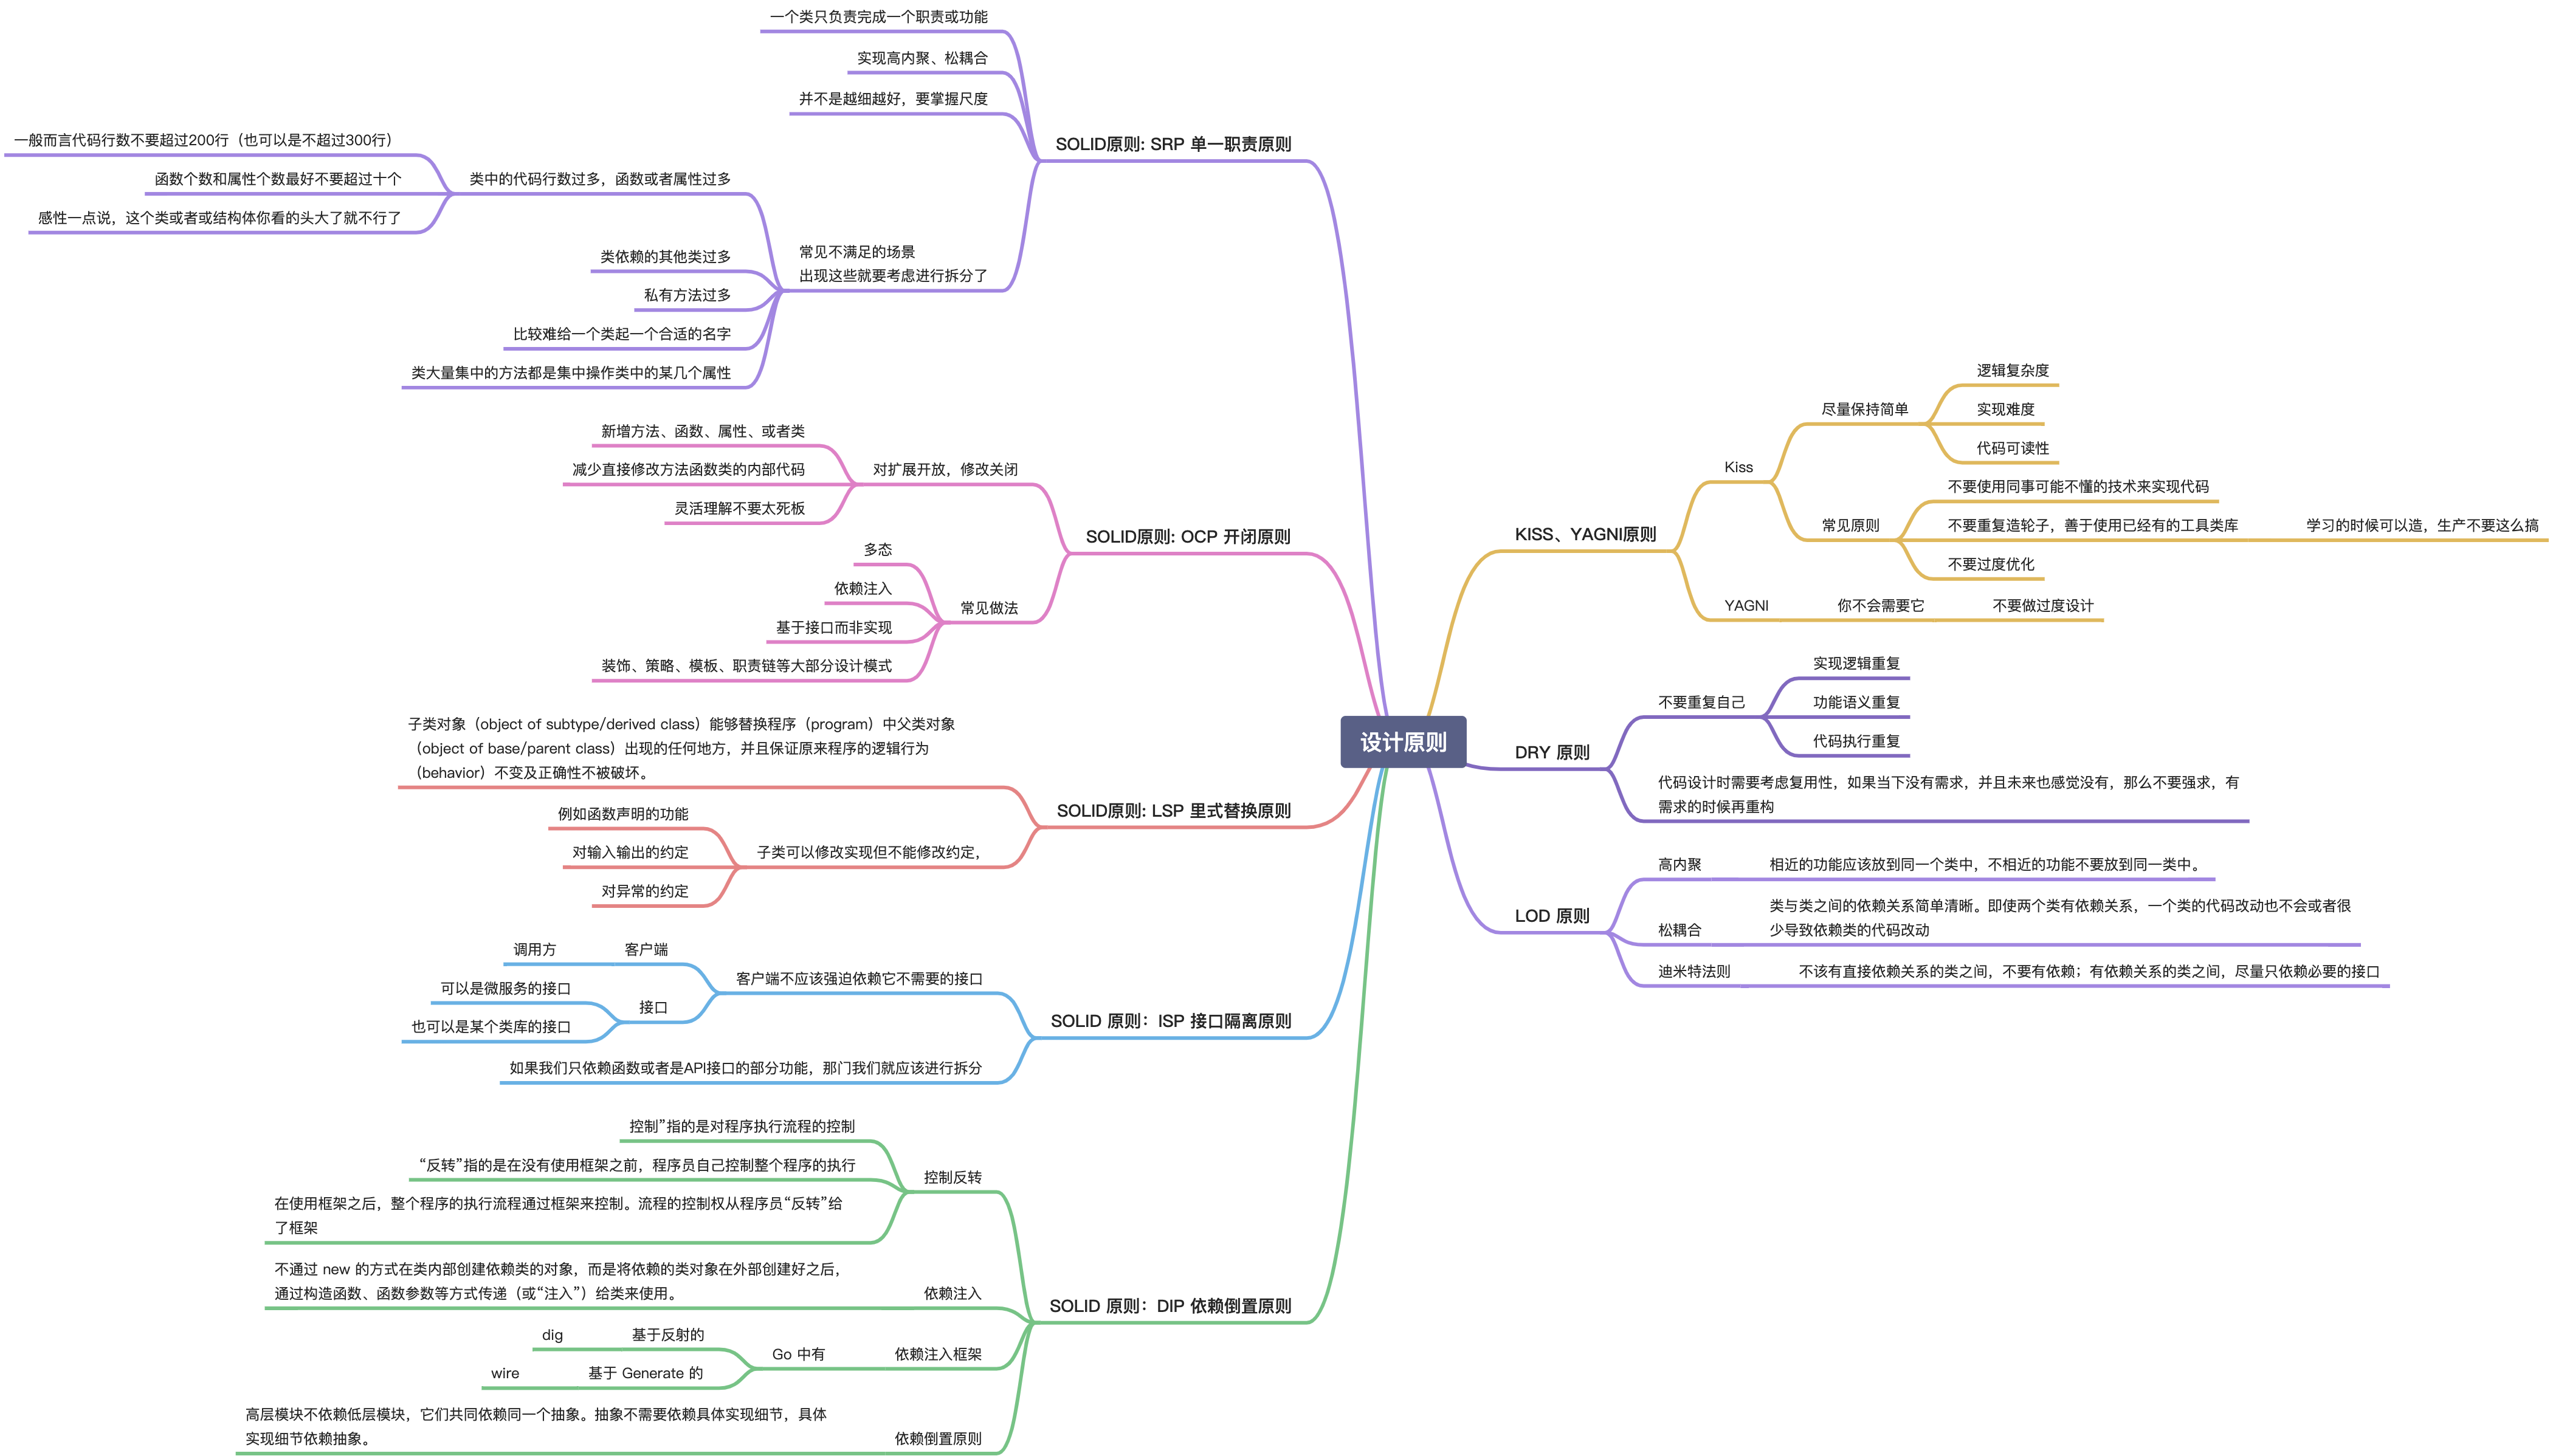 设计原则
SOLID原则: SRP 单一职责原则
一个类只负责完成一个职责或功能
实现高内聚、松耦合
并不是越细越好，要掌握尺度
常见不满足的场景
出现这些就要考虑进行拆分了
类中的代码行数过多，函数或者属性过多
一般而言代码行数不要超过200行（也可以是不超过300行）
函数个数和属性个数最好不要超过十个
感性一点说，这个类或者或结构体你看的头大了就不行了
类依赖的其他类过多
私有方法过多
比较难给一个类起一个合适的名字
类大量集中的方法都是集中操作类中的某几个属性
SOLID原则: OCP 开闭原则
对扩展开放，修改关闭
新增方法、函数、属性、或者类
减少直接修改方法函数类的内部代码
灵活理解不要太死板
常见做法
多态
依赖注入
基于接口而非实现
装饰、策略、模板、职责链等大部分设计模式
SOLID原则: LSP 里式替换原则
子类对象（object of subtype/derived class）能够替换程序（program）中父类对象
（object of base/parent class）出现的任何地方，并且保证原来程序的逻辑行为
（behavior）不变及正确性不被破坏。
子类可以修改实现但不能修改约定，
例如函数声明的功能
对输入输出的约定
对异常的约定
SOLID 原则：ISP 接口隔离原则
客户端不应该强迫依赖它不需要的接口
客户端
调用方
接口
可以是微服务的接口
也可以是某个类库的接口
如果我们只依赖函数或者是API接口的部分功能，那门我们就应该进行拆分
SOLID 原则：DIP 依赖倒置原则
控制反转
控制”指的是对程序执行流程的控制
“反转”指的是在没有使用框架之前，程序员自己控制整个程序的执行
在使用框架之后，整个程序的执行流程通过框架来控制。流程的控制权从程序员“反转”给
了框架
依赖注入
不通过 new 的方式在类内部创建依赖类的对象，而是将依赖的类对象在外部创建好之后，
通过构造函数、函数参数等方式传递（或“注入”）给类来使用。
依赖注入框架
Go 中有
基于反射的
dig
基于 Generate 的
wire
依赖倒置原则
高层模块不依赖低层模块，它们共同依赖同一个抽象。抽象不需要依赖具体实现细节，具体
实现细节依赖抽象。
KISS、YAGNI原则
Kiss
尽量保持简单
逻辑复杂度
实现难度
代码可读性
常见原则
不要使用同事可能不懂的技术来实现代码
不要重复造轮子，善于使用已经有的工具类库
学习的时候可以造，生产不要这么搞
不要过度优化
YAGNI
你不会需要它
不要做过度设计
DRY 原则
不要重复自己
实现逻辑重复
功能语义重复
代码执行重复
代码设计时需要考虑复用性，如果当下没有需求，并且未来也感觉没有，那么不要强求，有
需求的时候再重构
LOD 原则
高内聚
相近的功能应该放到同一个类中，不相近的功能不要放到同一类中。
松耦合
类与类之间的依赖关系简单清晰。即使两个类有依赖关系，一个类的代码改动也不会或者很
少导致依赖类的代码改动
迪米特法则
不该有直接依赖关系的类之间，不要有依赖；有依赖关系的类之间，尽量只依赖必要的接口